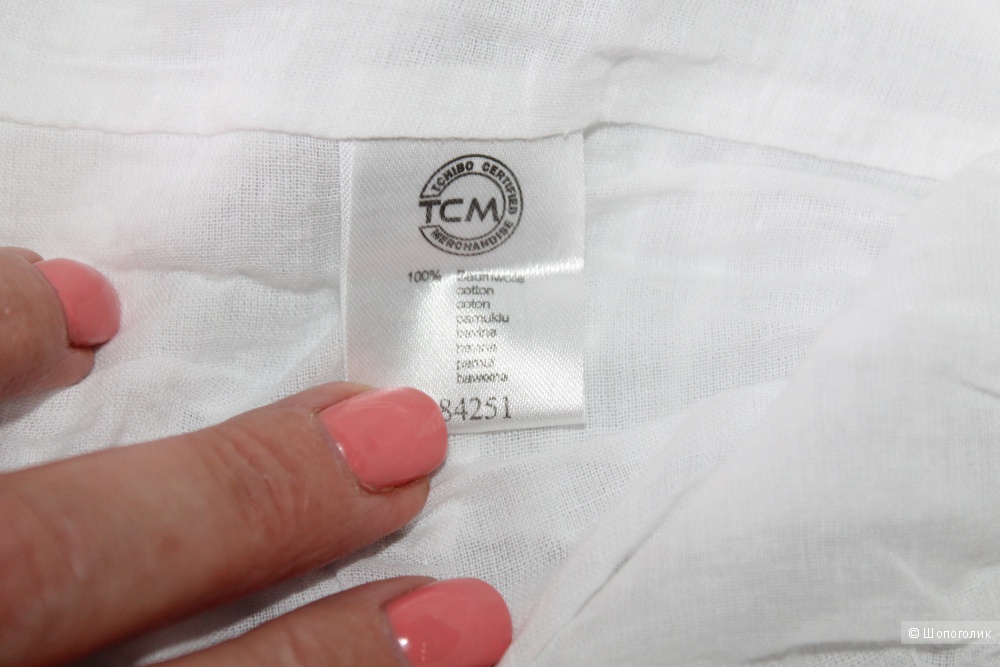 TCHIBO CERTIFIED
TCM
MERCHANDISE
100% Baumwolle
cotton
coton
pamuklu
bavlna
bavlna
pamut
bawełna
84251
© Шопоголик